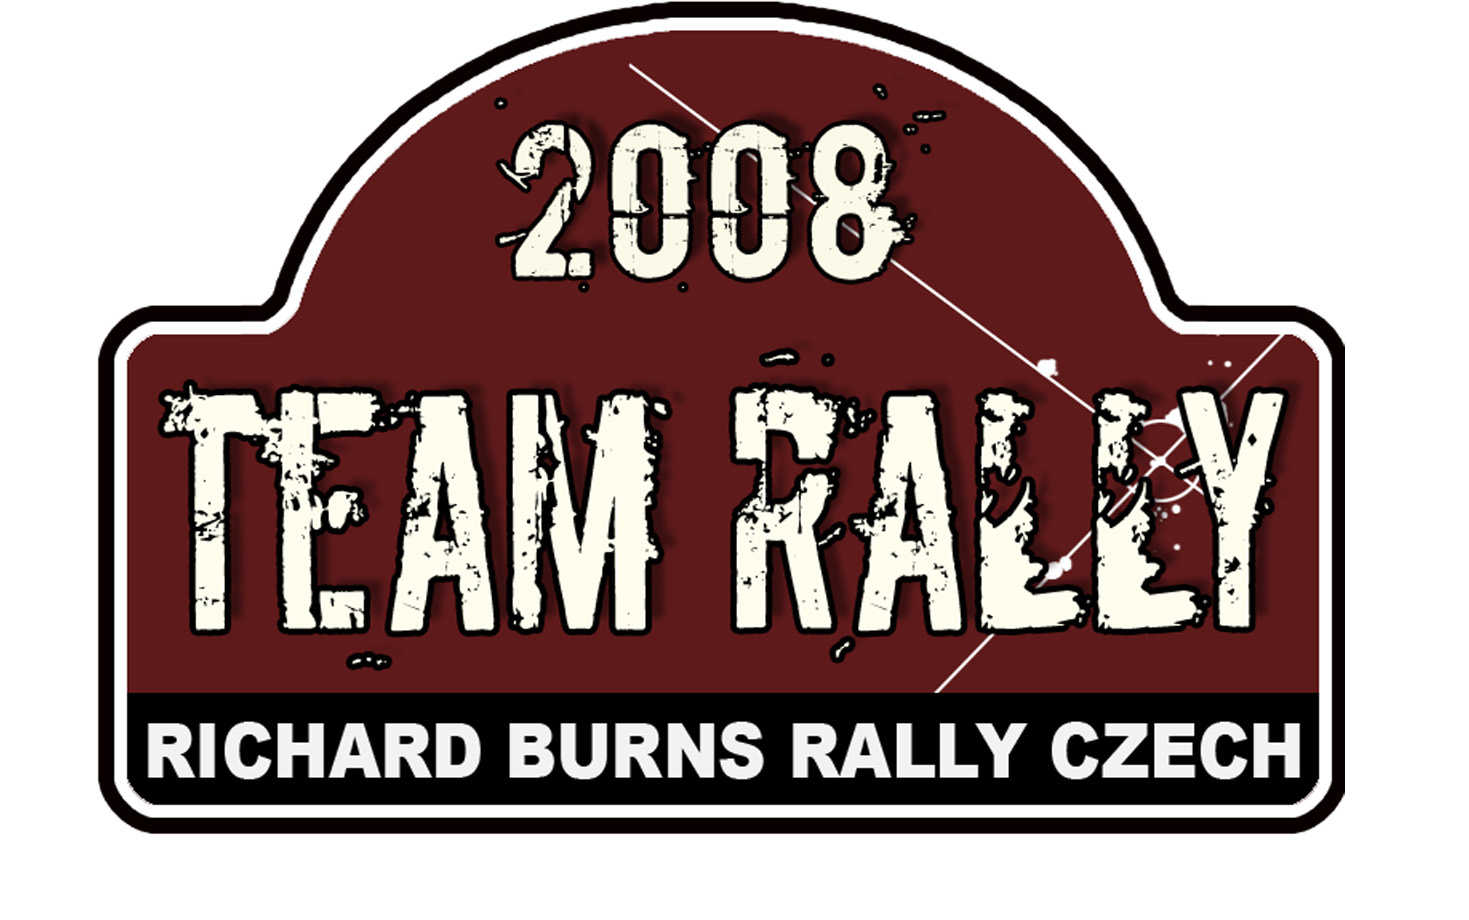 2008
TEAM RALLY
RICHARD BURNS RALLY CZECH